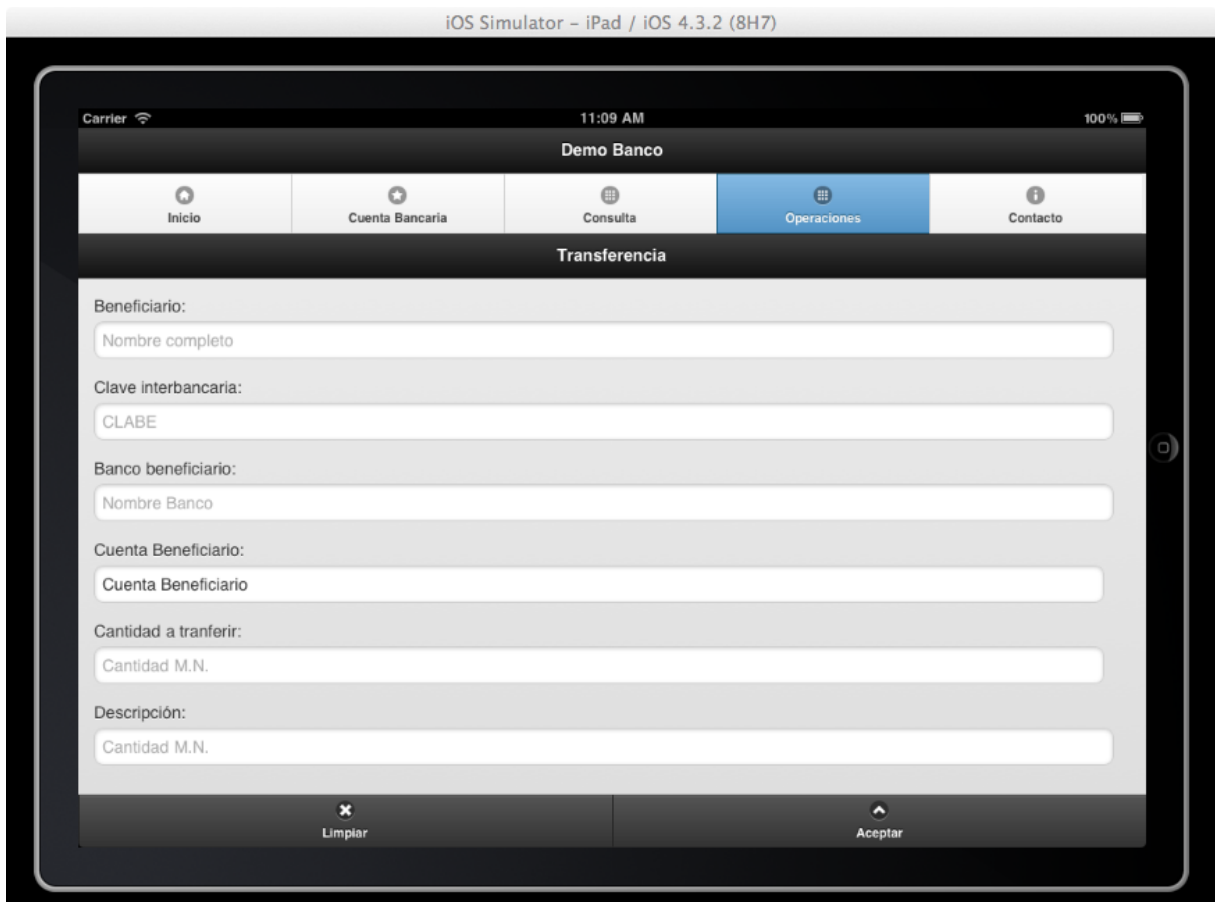 iOS Simulator – iPad / iOS 4.3.2 (8H7)
Carrier 11:09 AM 100%
Demo Banco
Inicio Cuenta Bancaria Consulta Operaciones Contacto
Transferencia
Beneficiario:
Nombre completo
Clave interbancaria:
CLABE
Banco beneficiario:
Nombre Banco
Cuenta Beneficiario:
Cuenta Beneficiario
Cantidad a tranferir:
Cantidad M.N.
Descripción:
Cantidad M.N.
Limpiar Aceptar